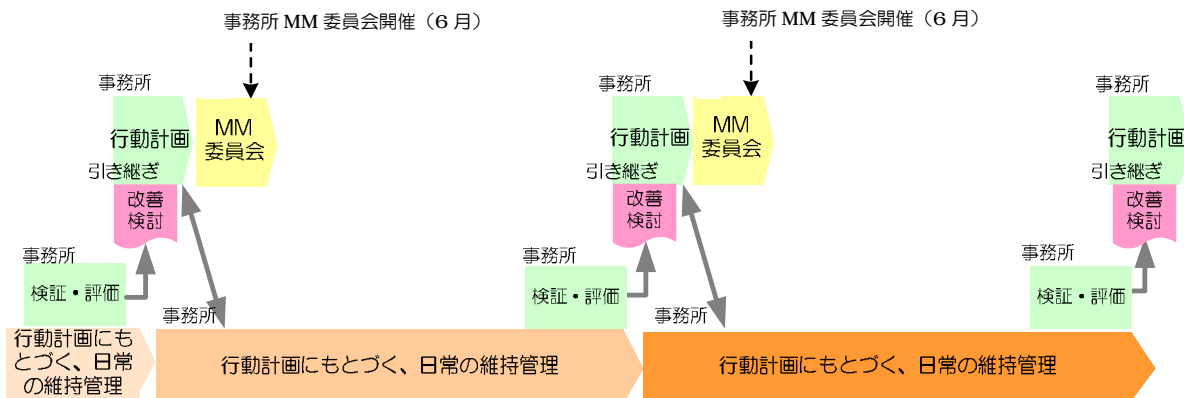 事務所 MM 委員会開催（6 月）
事務所 MM 委員会開催（6 月）
事務所
行動計画
引き継ぎ
MM
委員会
改善
検討
事務所
検証・評価
事務所
行動計画にも
とづく、日常
の維持管理
行動計画にもとづく、日常の維持管理
事務所
行動計画
引き継ぎ
MM
委員会
改善
検討
事務所
検証・評価
事務所
行動計画にもとづく、日常の維持管理
事務所
行動計画
引き継ぎ
改善
検討
事務所
検証・評価